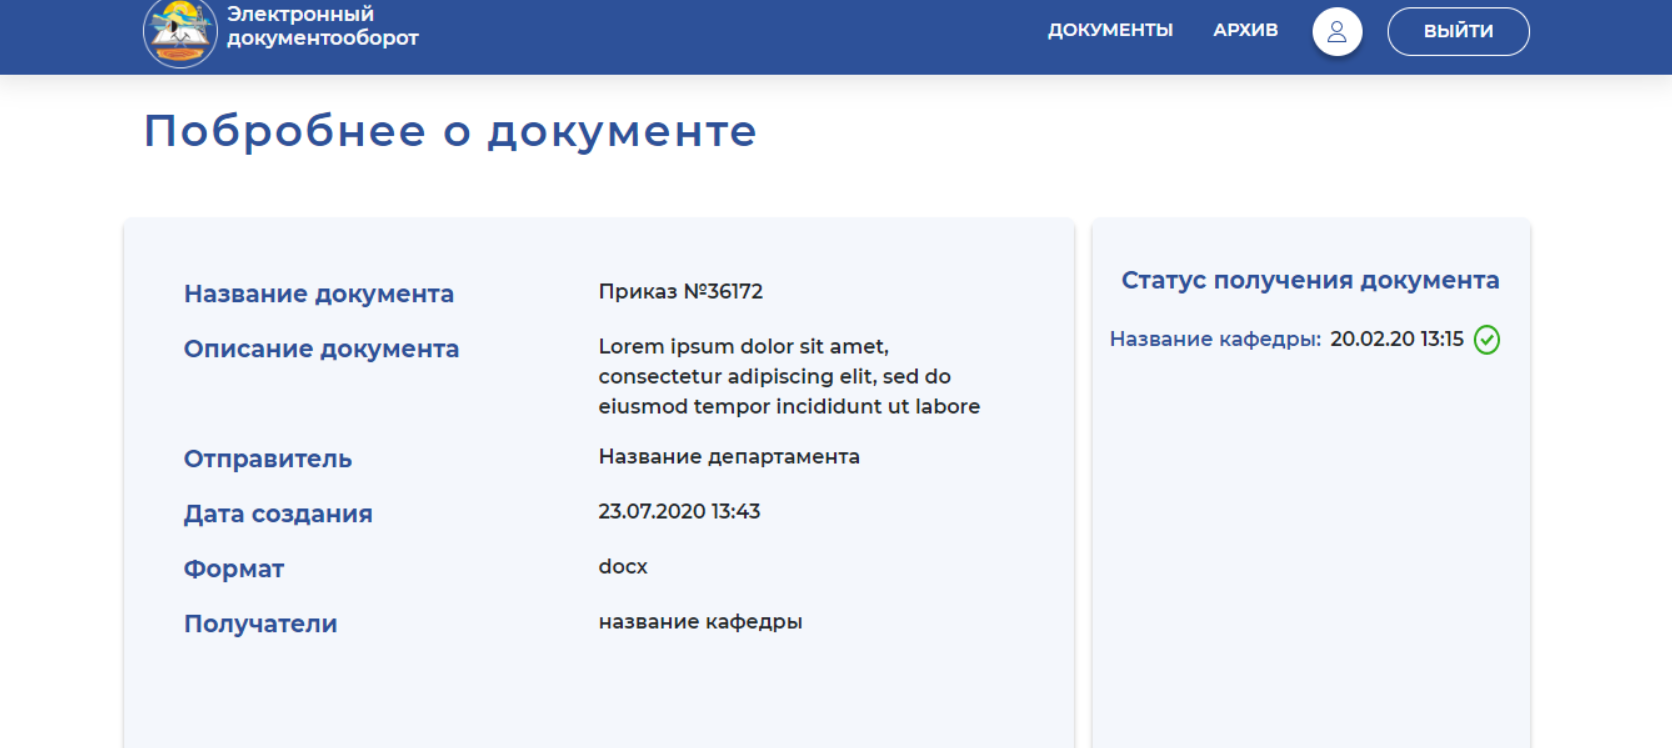 Электронный
документооборот
ДОКУМЕНТЫ
АРХИВ
ВЫЙТИ
Побробнее о документе
Название документа
Приказ №36172
Описание документа
Lorem ipsum dolor sit amet,
consectetur adipiscing elit, sed do
eiusmod tempor incididunt ut labore
Отправитель
Название департамента
Дата создания
23.07.2020 13:43
Формат
docx
Получатели
название кафедры
Статус получения документа
Название кафедры: 20.02.20 13:15